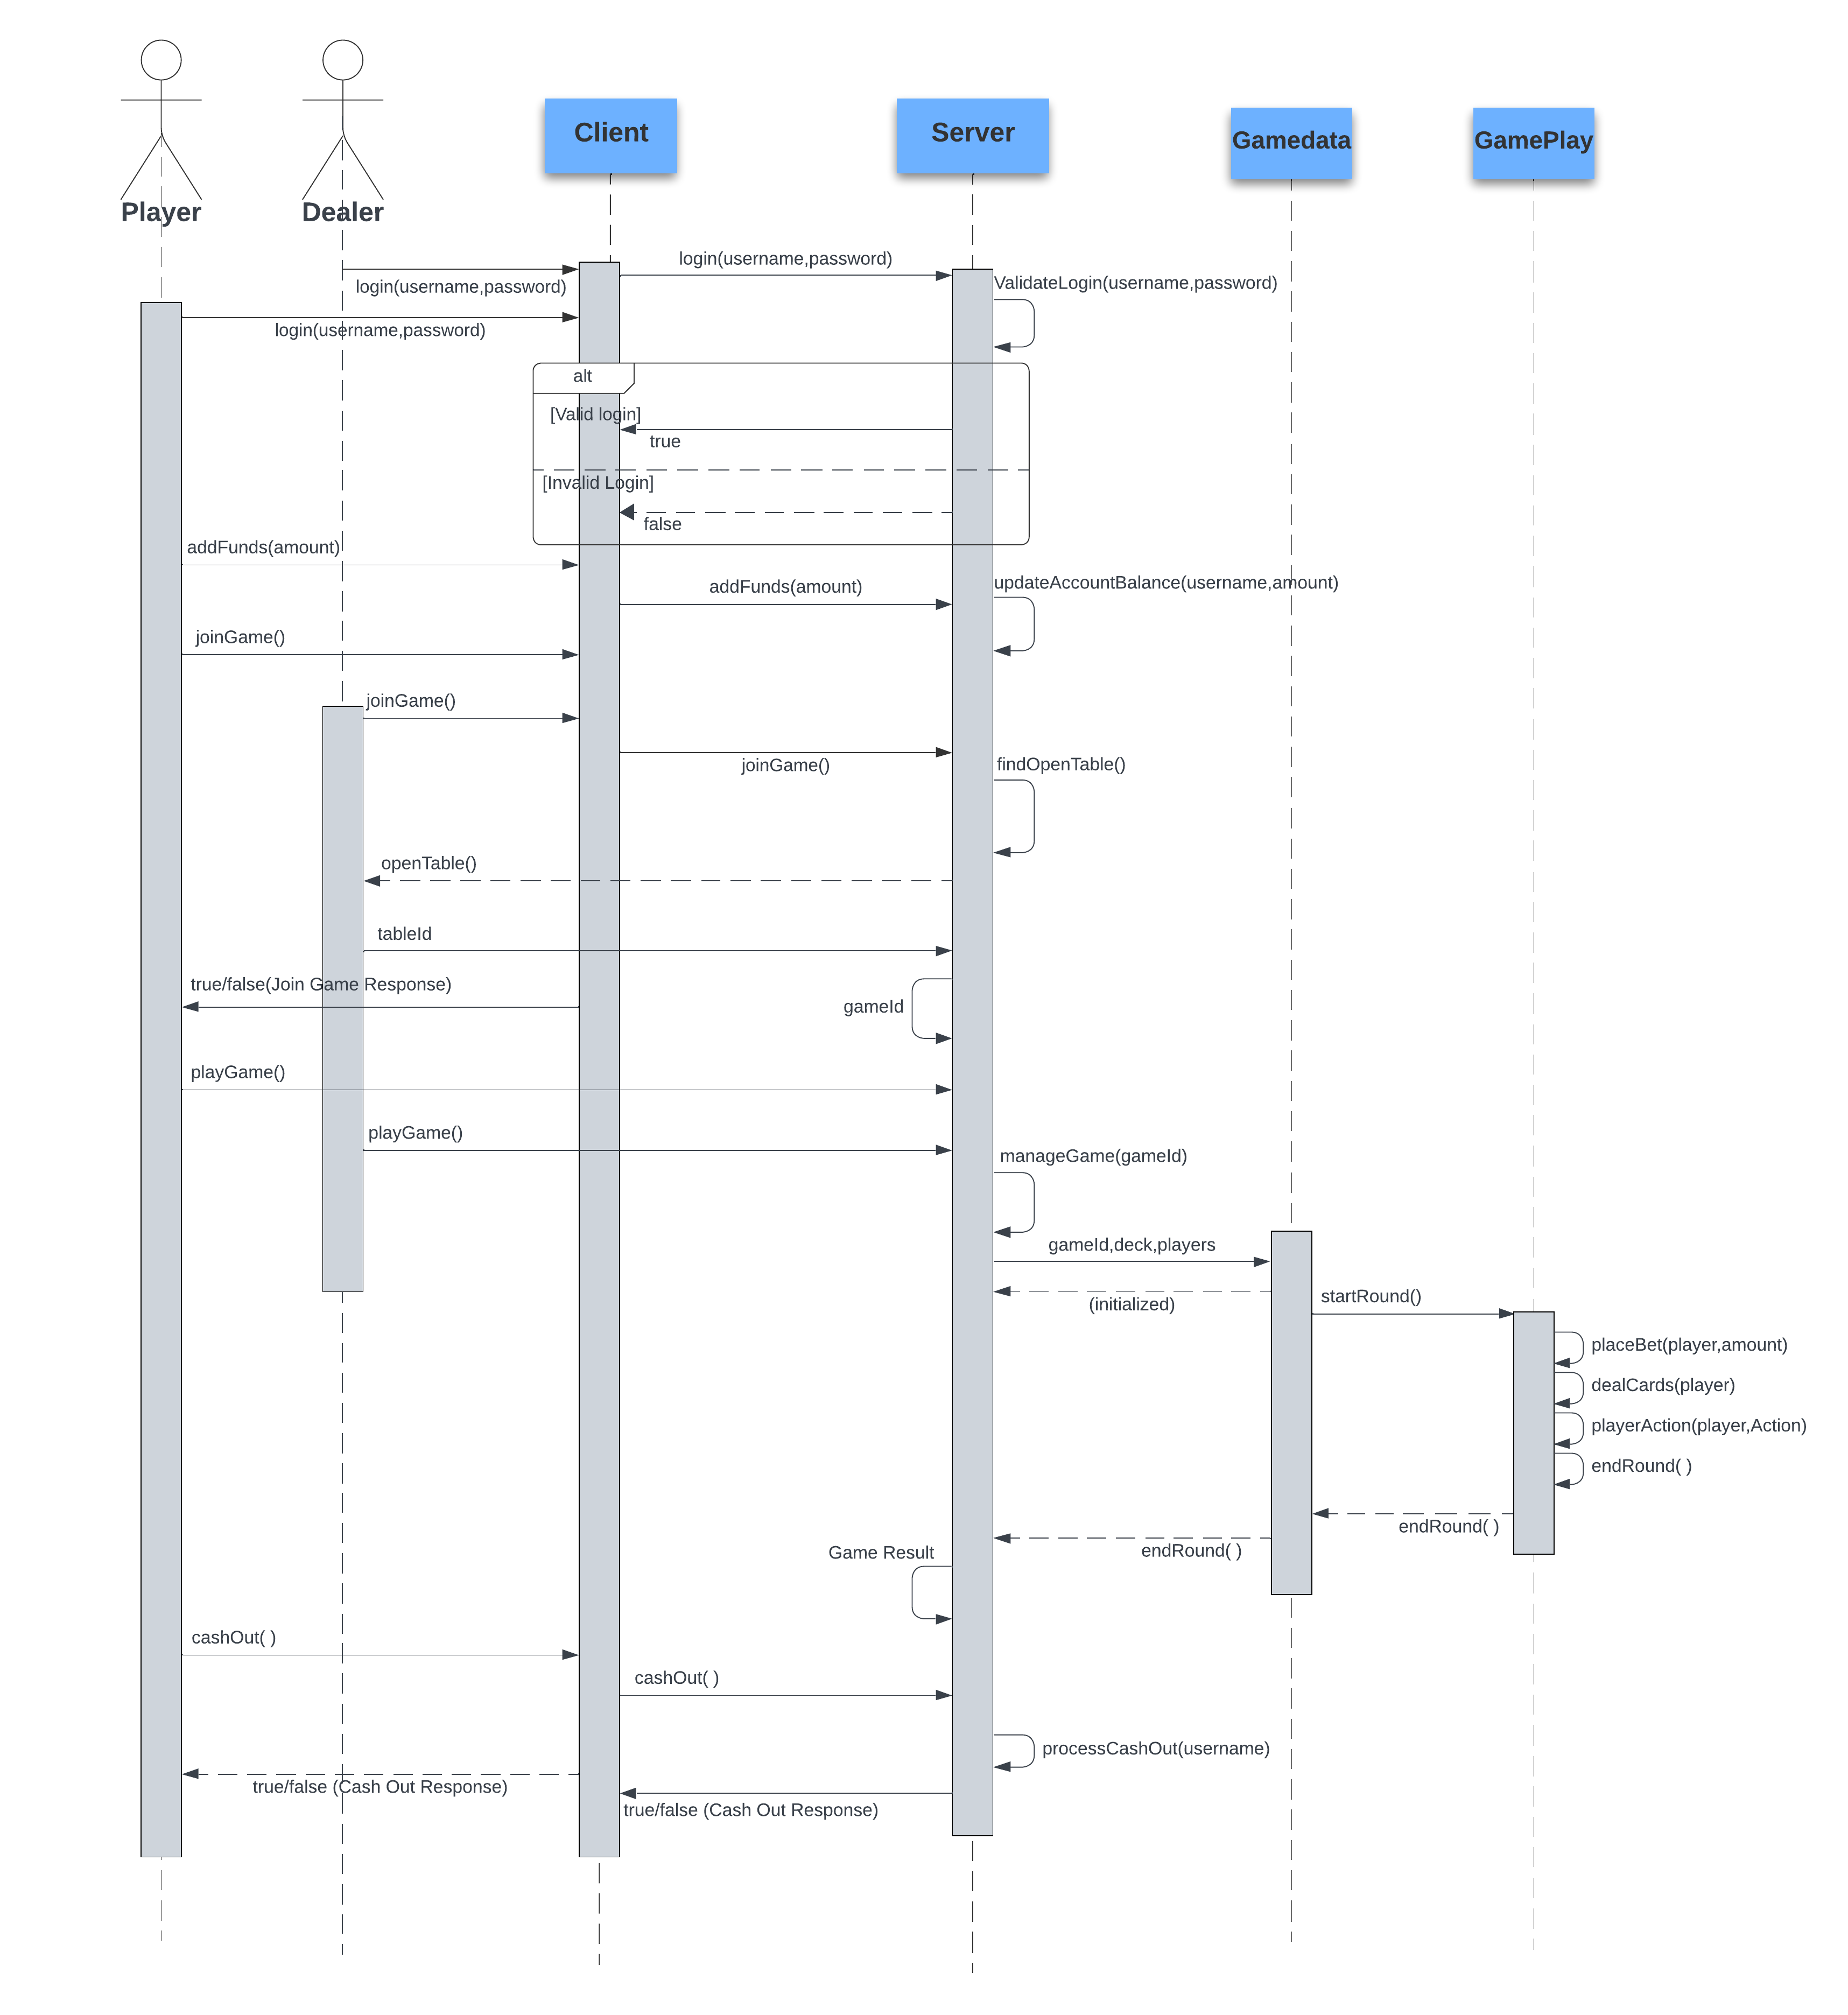 Client
Server
Gamedata
GamePlay
Player
Dealer
login(username,password)
login(username,password)
ValidateLogin(username,password)
login(username,password)
alt
[Valid login]
true
[Invalid Login]
false
addFunds(amount)
addFunds(amount)
updateAccountBalance(username,amount)
joinGame()
joinGame()
joinGame()
findOpenTable()
openTable()
tableId
true/false(Join Game Response)
gameId
playGame()
playGame()
manageGame(gameId)
gameId,deck,players
(initialized)
startRound()
placeBet(player,amount)
dealCards(player)
playerAction(player,Action)
endRound( )
endRound( )
endRound( )
Game Result
cashOut( )
cashOut( )
processCashOut(username)
true/false (Cash Out Response)
true/false (Cash Out Response)